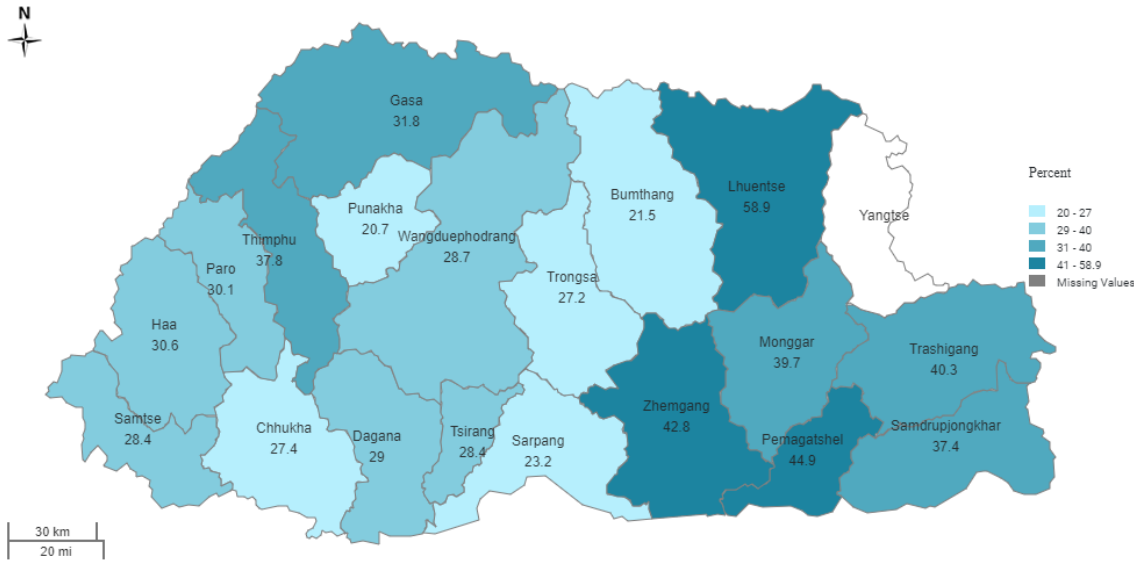 N
Gasa
31.8
Punakha
20.7
Bumthang
21.5
Lhuentse
58.9
Yangtse
Thimphu
37.8
Wangduephodrang
28.7
Paro
30.1
Trongsa
27.2
Haa
30.6
Monggar
39.7
Trashigang
40.3
Samtse
28.4
Chhukha
27.4
Dagana
29
Tsirang
28.4
Sarpang
23.2
Zhemgang
42.8
Pemagatshel
44.9
Samdrupjongkhar
37.4
Percent
20 - 27
29 - 40
31 - 40
41 - 58.9
Missing Values
30 km
20 mi